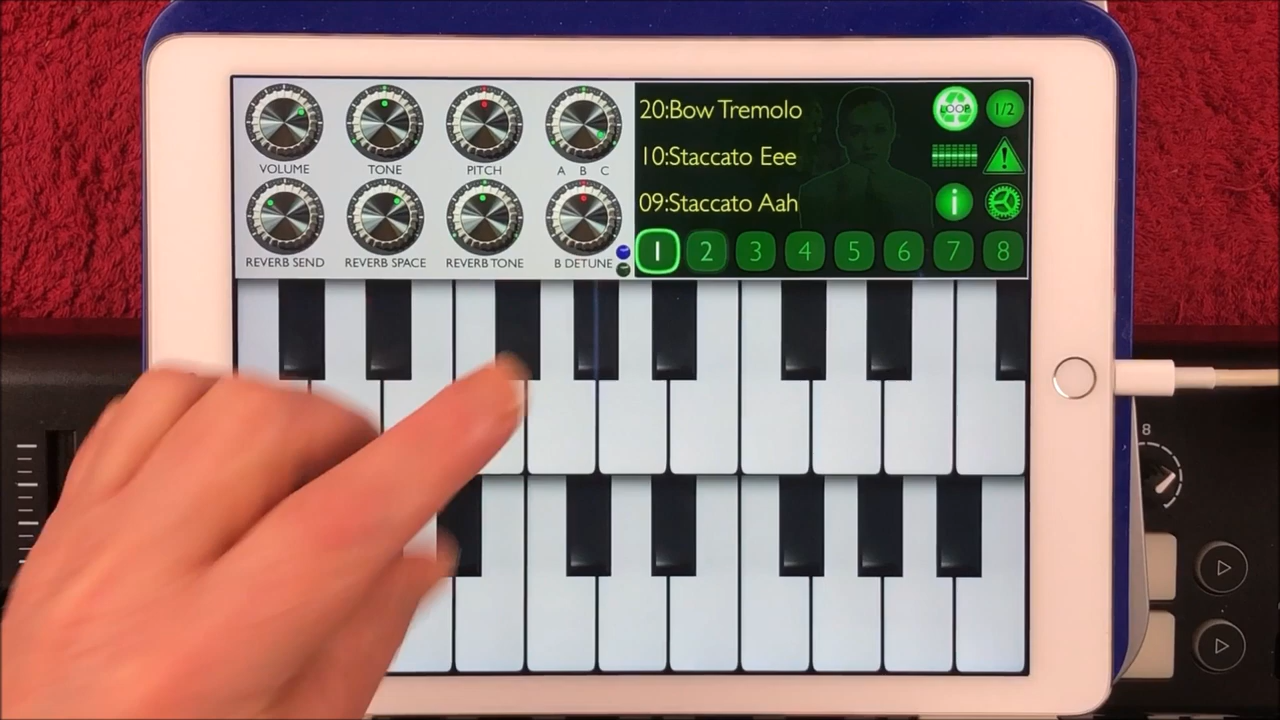 VOLUME TONE PITCH A B C
REVERB SEND REVERB SPACE REVERB TONE B DETUNE
20:Bow Tremolo
LOOP 1/2
10:Staccato Eee
09:Staccato Aah
i
1 2 3 4 5 6 7 8
8